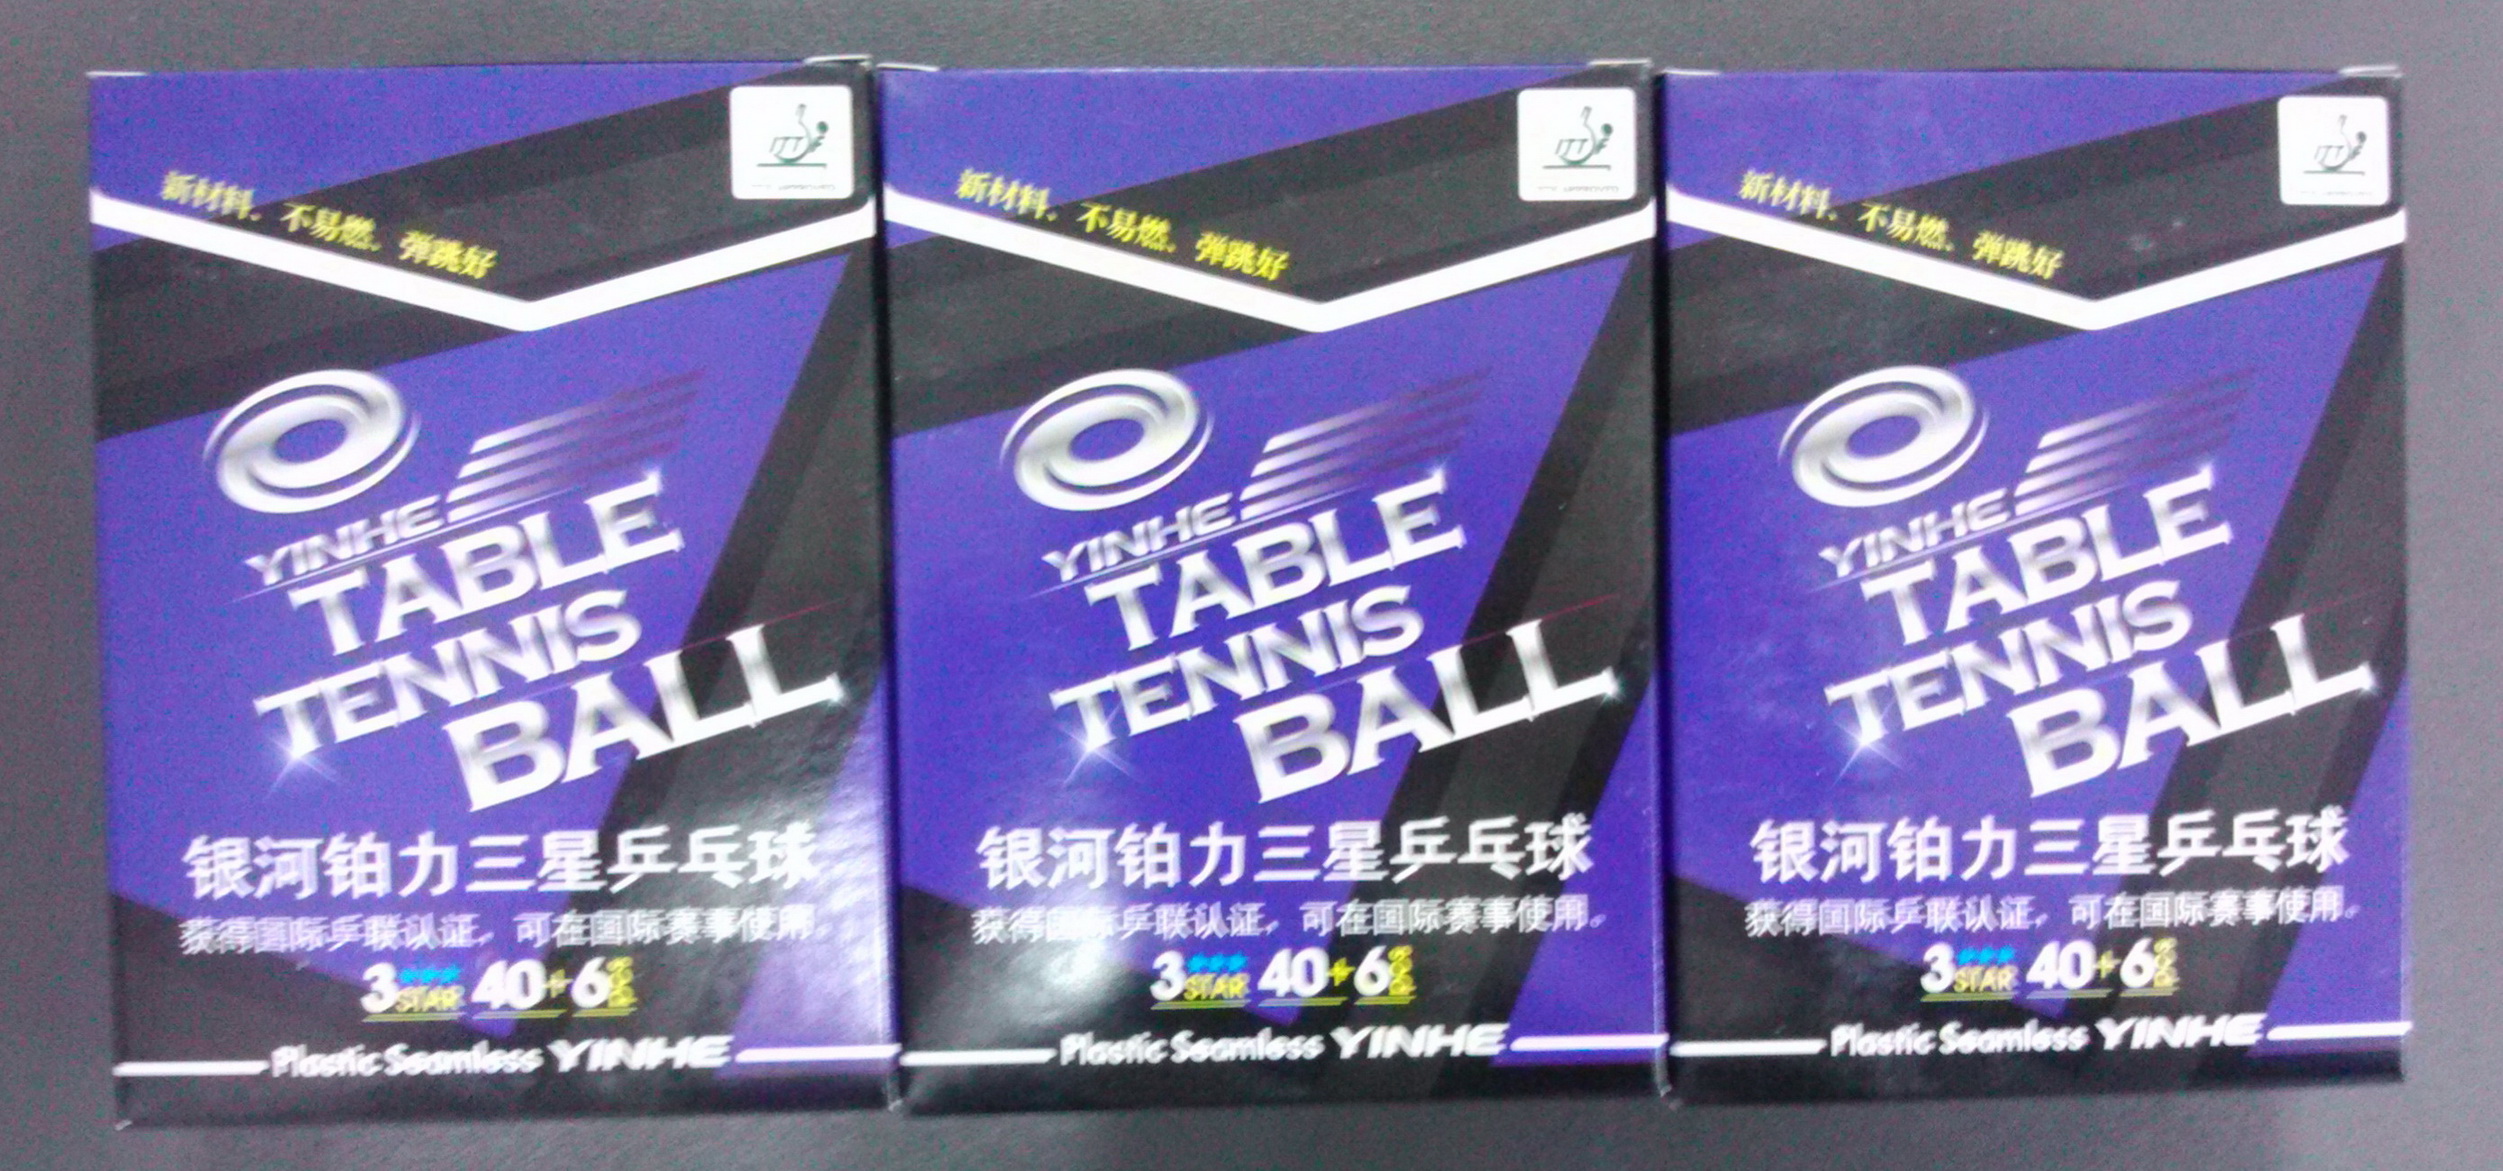 新材料、不易燃、弹跳好
YINHE
TABLE
TENNIS
BALL
银河铂力三星乒乓球
获得国际乒联认证，可在国际赛事使用。
3 STAR 40+ 6
Plastic Seamless YINHE
新材料、不易燃、弹跳好
YINHE
TABLE
TENNIS
BALL
银河铂力三星乒乓球
获得国际乒联认证，可在国际赛事使用。
3 STAR 40+ 6
Plastic Seamless YINHE
新材料、不易燃、弹跳好
YINHE
TABLE
TENNIS
BALL
银河铂力三星乒乓球
获得国际乒联认证，可在国际赛事使用。
3 STAR 40+ 6
Plastic Seamless YINHE